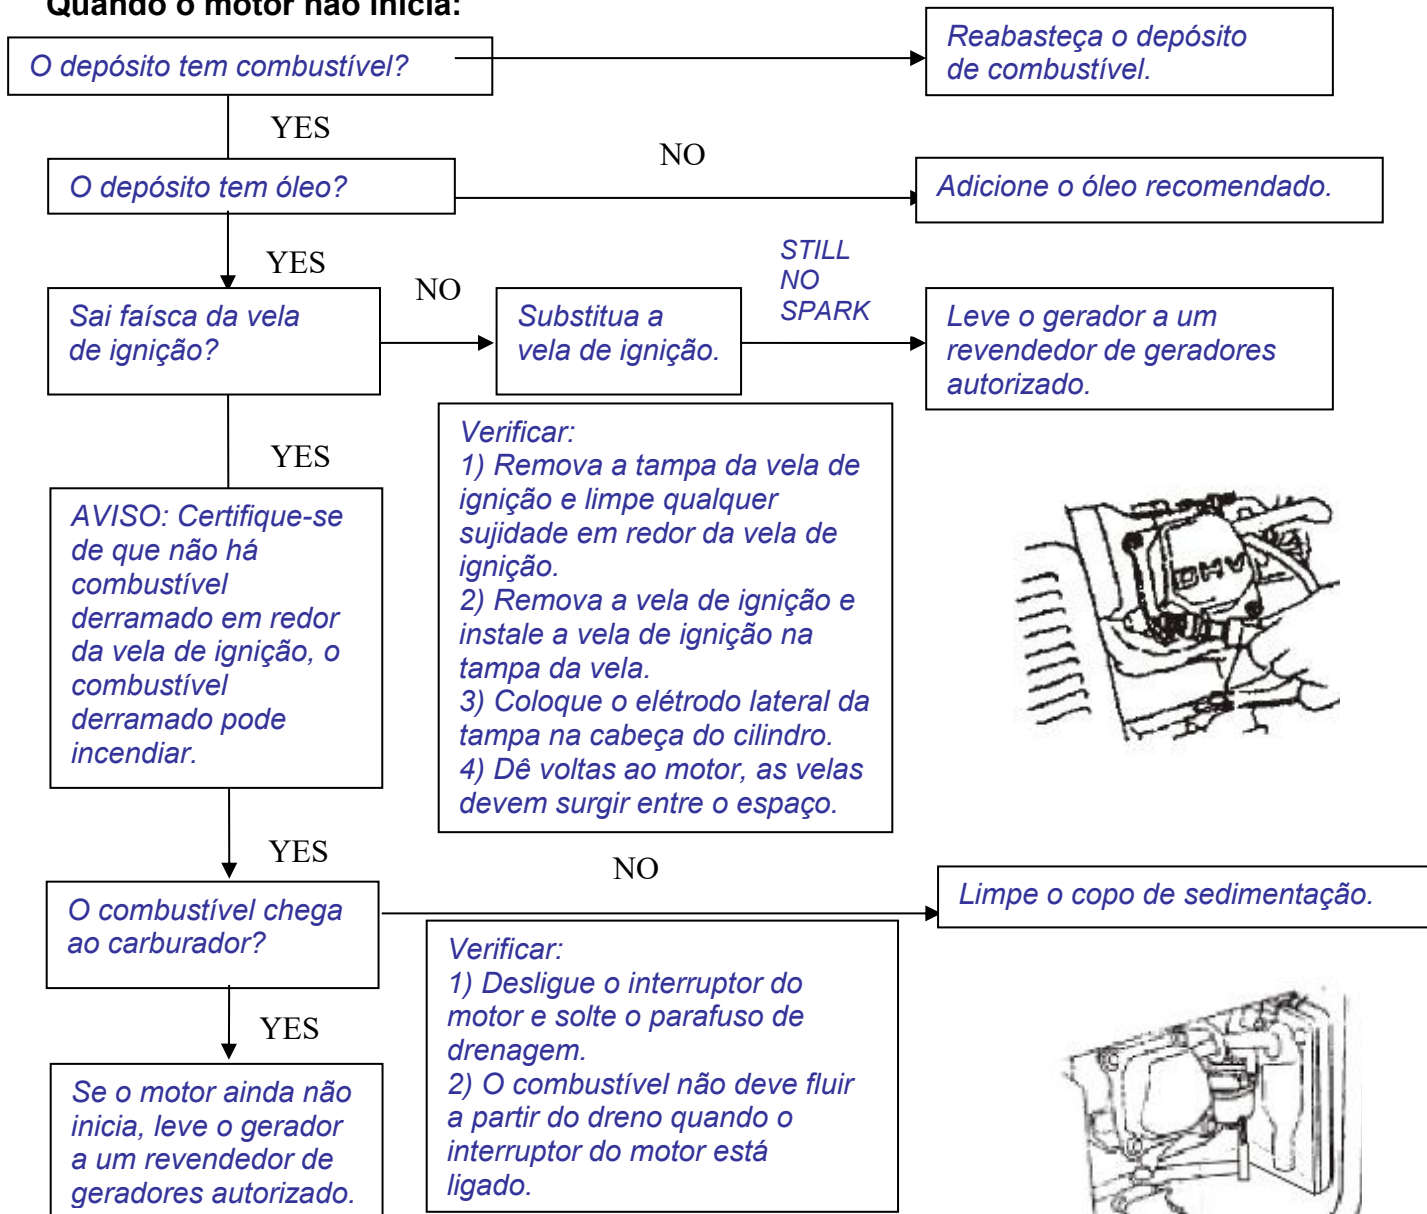 Quando o motor não inicia:
O depósito tem combustível?
Reabasteça o depósito
de combustível.
YES
NO
O depósito tem óleo?
Adicione o óleo recomendado.
YES
NO
STILL
NO
SPARK
Sai faísca da vela
de ignição?
Substitua a
vela de ignição.
Leve o gerador a um
revendedor de geradores
autorizado.
YES
Verificar:
1) Remova a tampa da vela de
ignição e limpe qualquer
sujidade em redor da vela de
ignição.
2) Remova a vela de ignição e
instale a vela de ignição na
tampa da vela.
3) Coloque o elétrodo lateral da
tampa na cabeça do cilindro.
4) Dê voltas ao motor, as velas
devem surgir entre o espaço.
AVISO: Certifique-se
de que não há
combustível
derramado em redor
da vela de ignição, o
combustível
derramado pode
incendiar.
OHV
YES
NO
O combustível chega
ao carburador?
Limpe o copo de sedimentação.
Verificar:
1) Desligue o interruptor do
motor e solte o parafuso de
drenagem.
2) O combustível não deve fluir
a partir do dreno quando o
interruptor do motor está
ligado.
YES
Se o motor ainda não
inicia, leve o gerador
a um revendedor de
geradores autorizado.